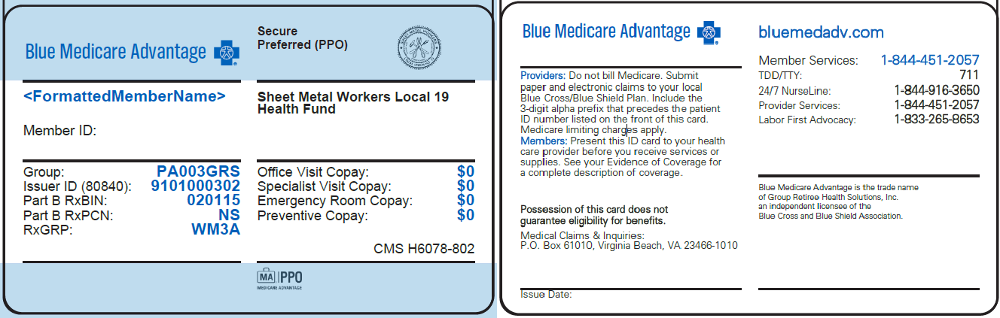 Blue Medicare Advantage
Secure
Preferred (PPO)
SHEET METAL WORKERS
<FormattedMemberName>
Member ID:
Sheet Metal Workers Local 19
Health Fund
Group: PA003GRS
Issuer ID (80840): 9101000302
Part B RxBIN: 020115
Part B RxPCN: NS
RxGRP: WM3A
Office Visit Copay: $0
Specialist Visit Copay: $0
Emergency Room Copay: $0
Preventive Copay: $0
CMS H6078-802
MA PPO
MEDICARE ADVANTAGE
Blue Medicare Advantage
Providers: Do not bill Medicare. Submit
paper and electronic claims to your local
Blue Cross/Blue Shield Plan. Include the
3-digit alpha prefix that precedes the patient
ID number listed on the front of this card.
Medicare limiting charges apply.
Members: Present this ID card to your health
care provider before you receive services or
supplies. See your Evidence of Coverage for
a complete description of coverage.
Possession of this card does not
guarantee eligibility for benefits.
Medical Claims & Inquiries:
P.O. Box 61010, Virginia Beach, VA 23466-1010
Issue Date:
bluemedadv.com
Member Services: 1-844-451-2057
TDD/TTY: 711
24/7 NurseLine: 1-844-916-3650
Provider Services: 1-844-451-2057
Labor First Advocacy: 1-833-265-8653
Blue Medicare Advantage is the trade name
of Group Retiree Health Solutions, Inc.
an independent licensee of the
Blue Cross and Blue Shield Association.